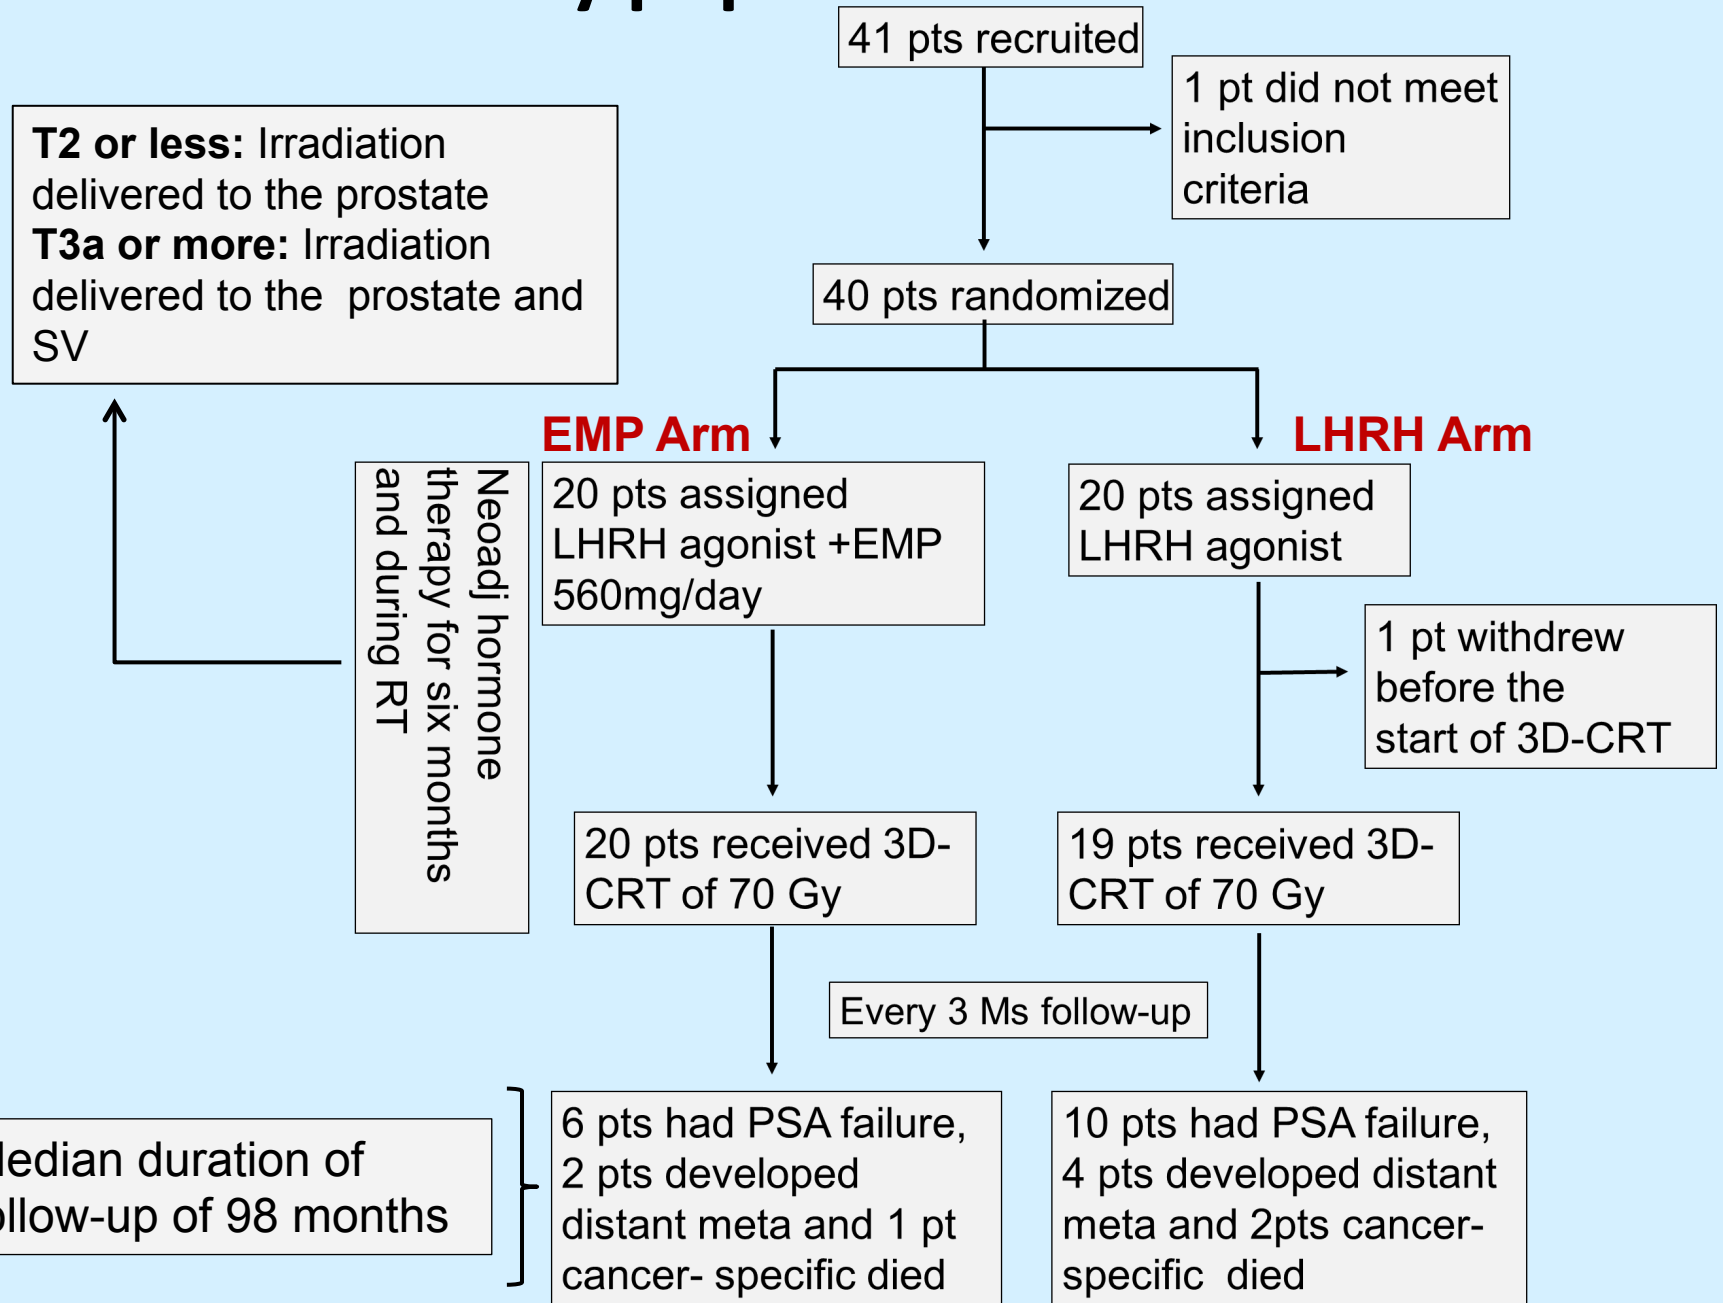 41 pts recruited
1 pt did not meet
inclusion
criteria
T2 or less: Irradiation
delivered to the prostate
T3a or more: Irradiation
delivered to the prostate and
SV
40 pts randomized
EMP Arm
LHRH Arm
Neoadj hormone
therapy for six months
and during RT
20 pts assigned
LHRH agonist +EMP
560mg/day
20 pts assigned
LHRH agonist
1 pt withdrew
before the
start of 3D-CRT
20 pts received 3D-
CRT of 70 Gy
19 pts received 3D-
CRT of 70 Gy
Every 3 Ms follow-up
duration of
of 98 months
6 pts had PSA failure,
2 pts developed
distant meta and 1 pt
cancer- specific died
10 pts had PSA failure,
4 pts developed distant
meta and 2pts cancer-
specific died